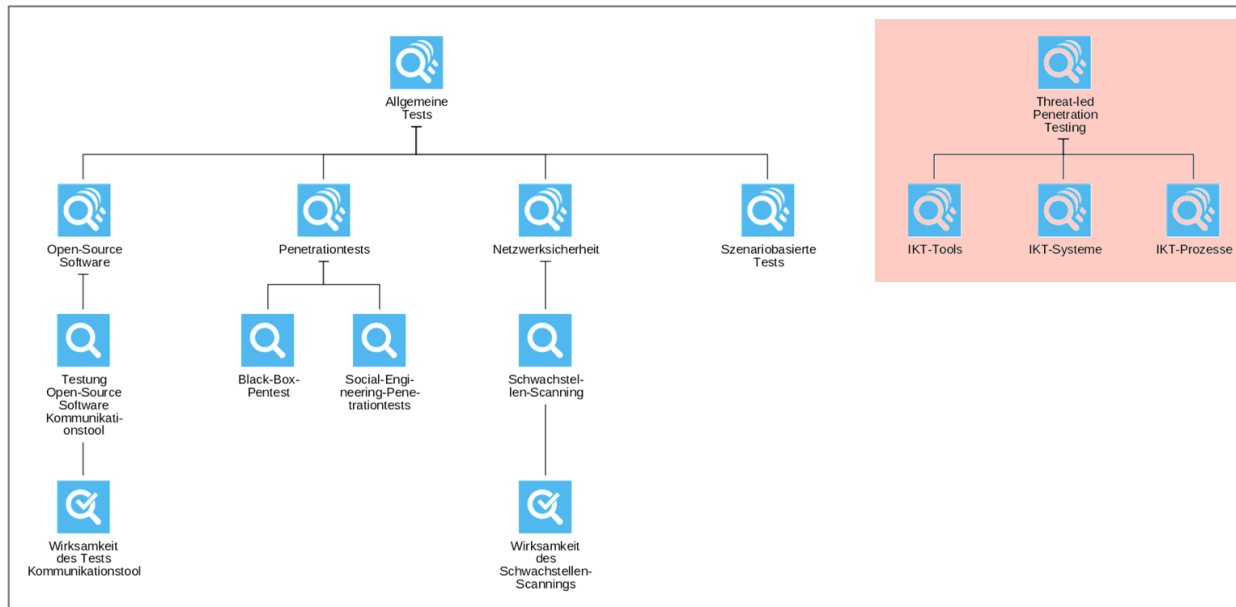 Allgemeine
Tests
Threat-led
Penetration
Testing
Open-Source
Software
Penetrationtests
Netzwerksicherheit
Szenariobasierte
Tests
IKT-Tools
IKT-Systeme
IKT-Prozesse
Testung
Open-Source
Software
Kommunikati-
onstool
Black-Box-
Pentest
Social-Engi-
neering-Pene-
trationtests
Schwachstel-
len-Scanning
Wirksamkeit
des Tests
Kommunikationstool
Wirksamkeit
des
Schwachstellen-
Scannings